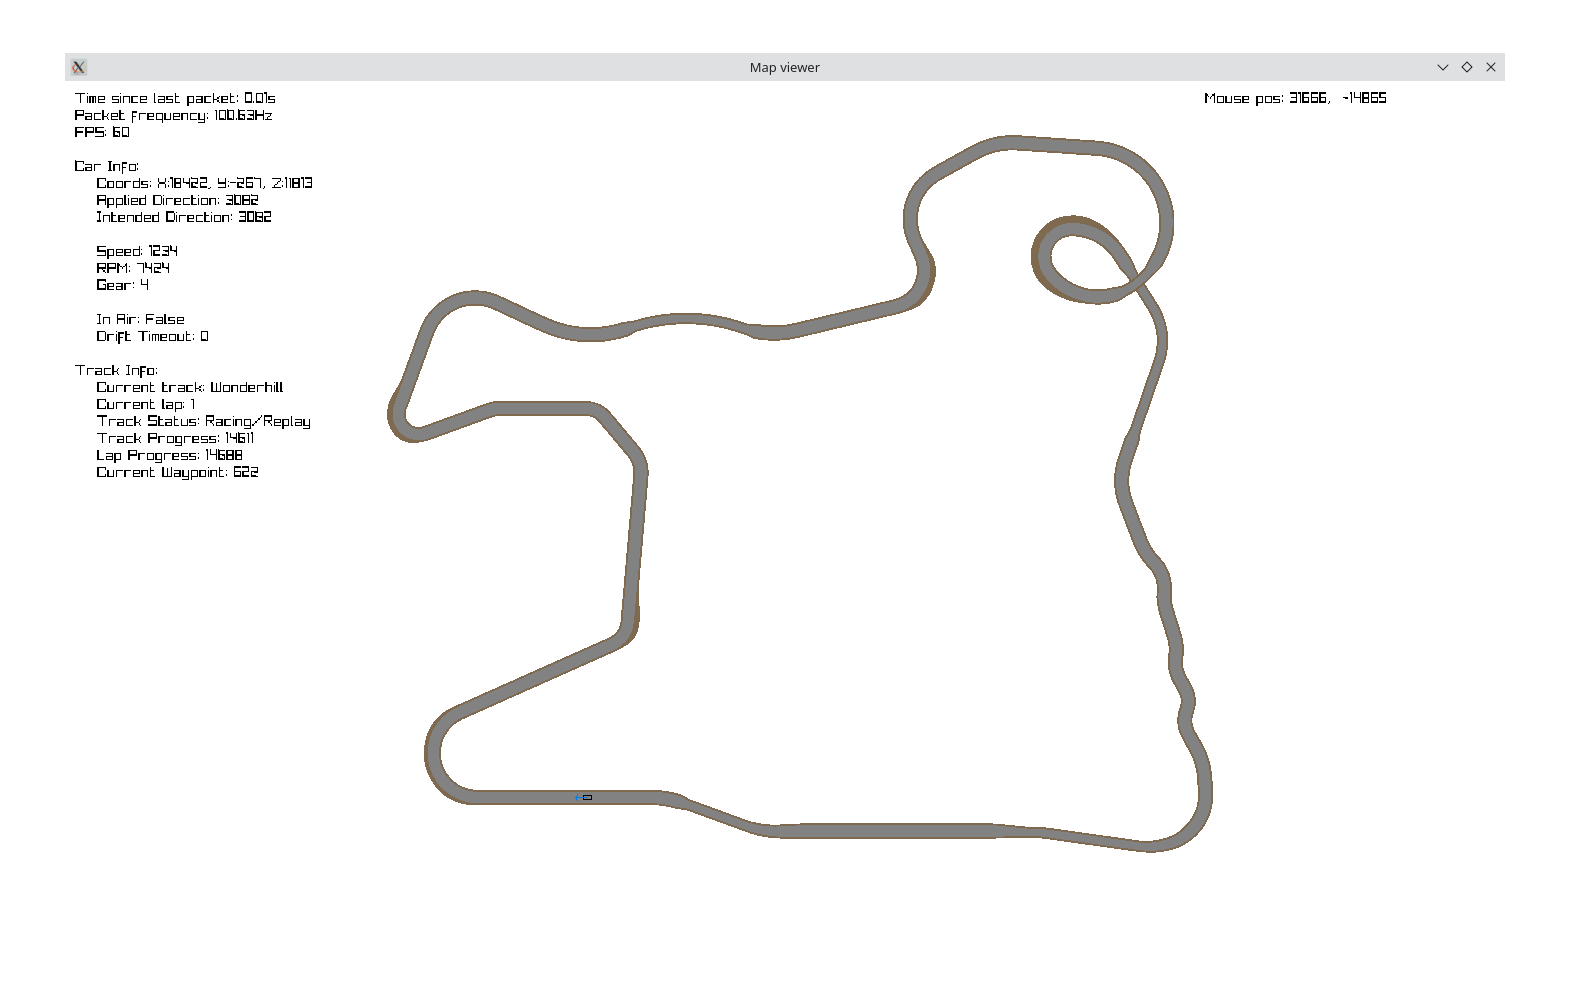 Map viewer
Time since last packet: 0.01s
Packet frequency: 100.63Hz
FPS: 60
Mouse pos: 31666, -14865
Car Info:
Coords: X:18422, Y:-267, Z:11813
Applied Direction: 3082
Intended Direction: 3082
Speed: 1234
RPM: 7424
Gear: 4
In Air: False
Drift Timeout: 0
Track Info:
Current track: Wonderhill
Current lap: 1
Track Status: Racing/Replay
Track Progress: 14611
Lap Progress: 14688
Current Waypoint: 622